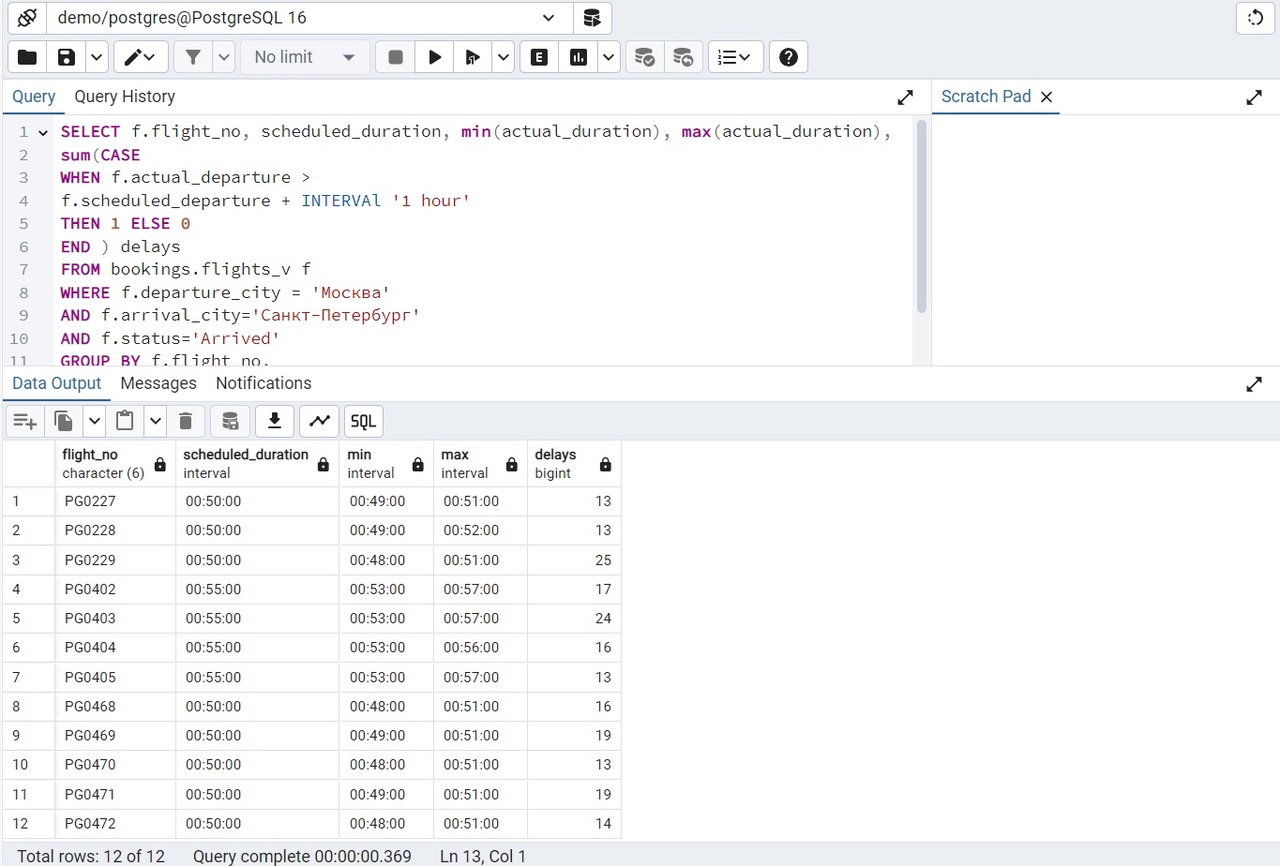 demo/postgres@PostgreSQL 16
No limit
E
Query Query History
Scratch Pad
1 SELECT f.flight_no, scheduled_duration, min(actual_duration), max(actual_duration),
2 sum(CASE
3 WHEN f.actual_departure >
4 f.scheduled_departure + INTERVAl '1 hour'
5 THEN 1 ELSE 0
6 END ) delays
7 FROM bookings.flights_v f
8 WHERE f.departure_city = 'Москва'
9 AND f.arrival_city='Санкт-Петербург'
10 AND f.status='Arrived'
11 GROUP BY f.flight_no,
Data Output Messages Notifications
SQL
flight_no scheduled_duration min max delays
character (6) interval interval interval bigint
1 PG0227 00:50:00 00:49:00 00:51:00 13
2 PG0228 00:50:00 00:49:00 00:52:00 13
3 PG0229 00:50:00 00:48:00 00:51:00 25
4 PG0402 00:55:00 00:53:00 00:57:00 17
5 PG0403 00:55:00 00:53:00 00:57:00 24
6 PG0404 00:55:00 00:53:00 00:56:00 16
7 PG0405 00:55:00 00:53:00 00:57:00 13
8 PG0468 00:50:00 00:48:00 00:51:00 16
9 PG0469 00:50:00 00:49:00 00:51:00 19
10 PG0470 00:50:00 00:48:00 00:51:00 13
11 PG0471 00:50:00 00:49:00 00:51:00 19
12 PG0472 00:50:00 00:48:00 00:51:00 14
Total rows: 12 of 12 Query complete 00:00:00.369 Ln 13, Col 1